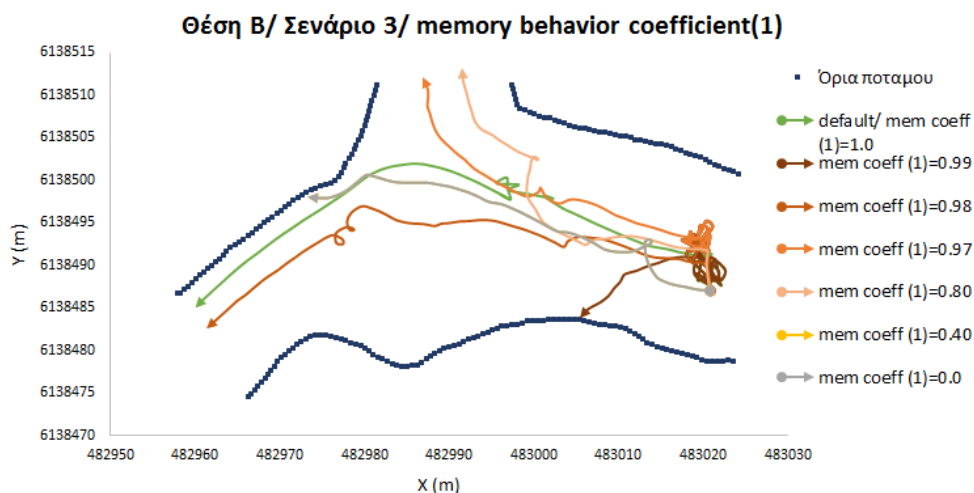 Θέση Β/ Σενάριο 3/ memory behavior coefficient(1)
6138515
6138510
6138505
6138500
6138495
6138490
6138485
6138480
6138475
6138470
Y (m)
482950 482960 482970 482980 482990 483000 483010 483020 483030
X (m)
Όρια ποταμου
default/ mem coeff
(1)=1.0
mem coeff (1)=0.99
mem coeff (1)=0.98
mem coeff (1)=0.97
mem coeff (1)=0.80
mem coeff (1)=0.40
mem coeff (1)=0.0